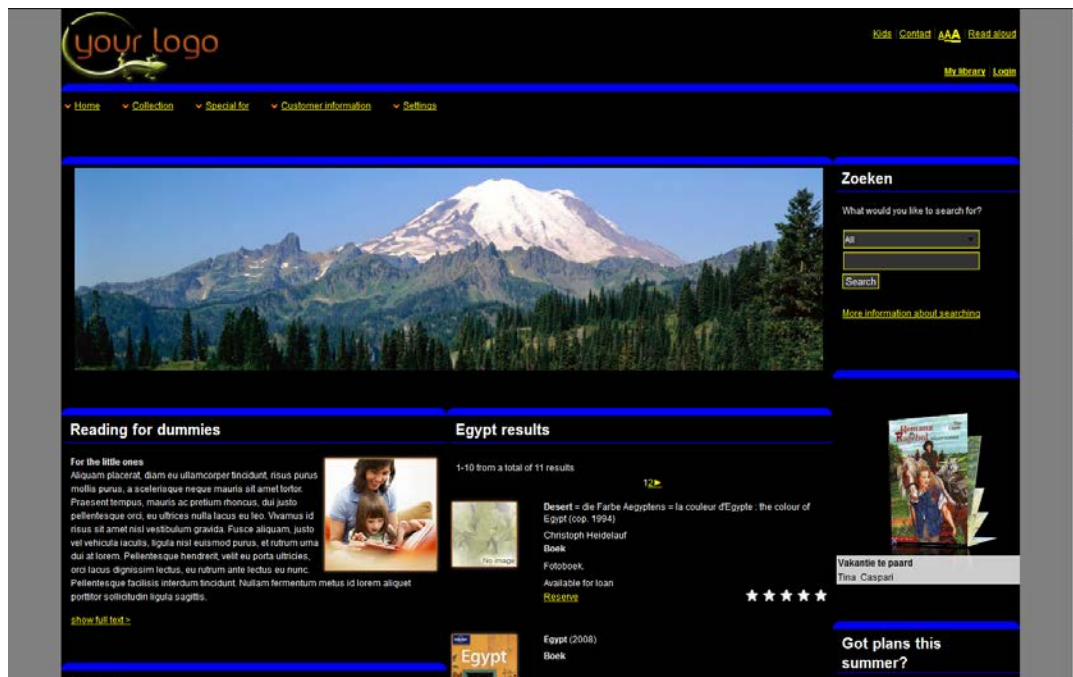 your logo
Kids Contact AAA Read aloud
My library Login
Home Collection Special for Customer information Settings
Zoeken
What would you like to search for?
All
Search
More information about searching
Reading for dummies
For the little ones
Aliquam placerat, diam eu ullamcorper tincidunt, risus purus
mollis purus, a scelerisque neque mauris sit amet tortor.
Praesent tempus, mauris ac pretium rhoncus, dui justo
pellentesque orci, eu ultrices nulla lacus eu leo. Vivamus id
risus sit amet nisl vestibulum gravida. Fusce aliquam, justo
vel vehicula iaculis, ligula nisl euismod purus, et rutrum urna
dui at lorem. Pellentesque hendrerit, velit eu porta ultricies,
orci lacus dignissim lectus, eu rutrum ante lectus eu nunc.
Pellentesque facilisis interdum tincidunt. Nullam fermentum metus id lorem aliquet
porttitor sollicitudin ligula sagittis.
show full text >
Egypt results
1-10 from a total of 11 results
12►
No image
Desert = die Farbe Aegyptens = la couleur d'Egypte : the colour of
Egypt (cop. 1994)
Christoph Heidelauf
Boek
Fotoboek.
Available for loan
Reserve
Egypt
Egypt (2008)
Boek
Vakantie te paard
Tina Caspari
Got plans this
summer?